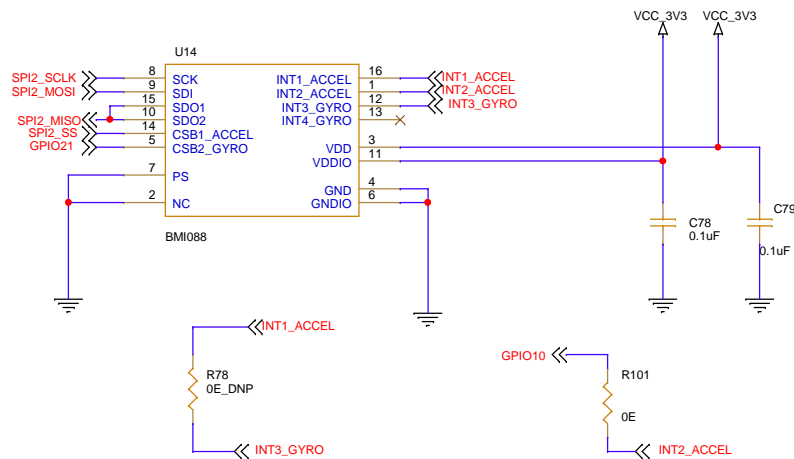 VCC_3V3
VCC_3V3
U14
SPI2_SCLK
8
SCK
INT1_ACCEL
16
INT1_ACCEL
SPI2_MOSI
9
SDI
INT2_ACCEL
1
INT2_ACCEL
15
SDO1
INT3_GYRO
12
INT3_GYRO
SPI2_MISO
10
SDO2
INT4_GYRO
13
SPI2_SS
14
CSB1_ACCEL
GPIO21
5
CSB2_GYRO
VDD
3
VDDIO
11
7
PS
GND
4
2
NC
GNDIO
6
BMI088
C78
0.1uF
C79
0.1uF
INT1_ACCEL
R78
0E_DNP
INT3_GYRO
GPIO10
R101
0E
INT2_ACCEL